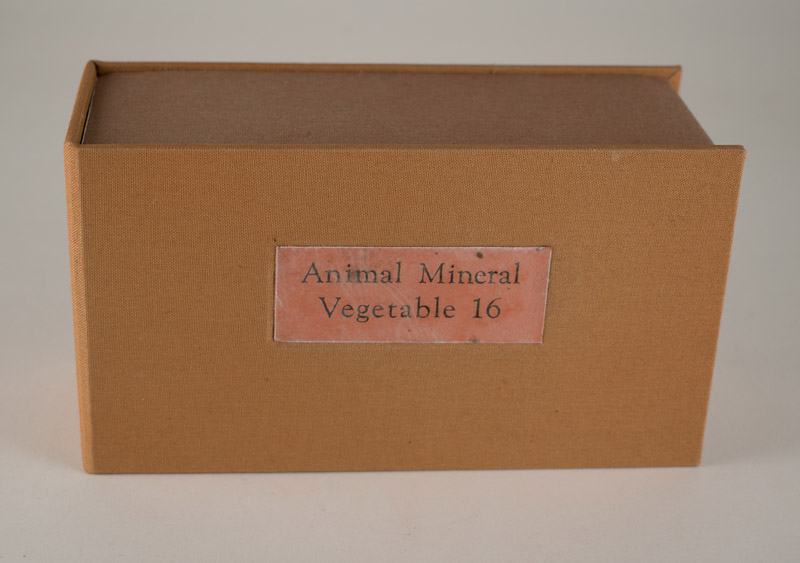 Animal Mineral
Vegetable 16